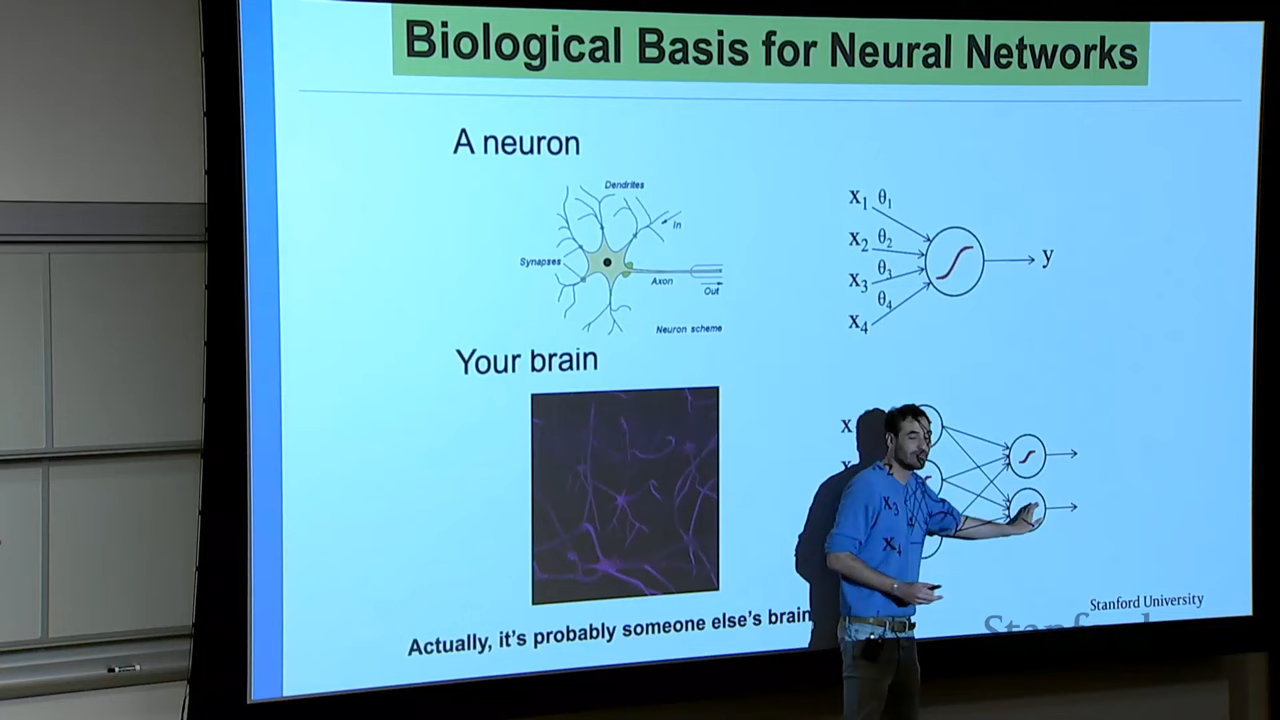 Biological Basis for Neural Networks
A neuron
Dendrites
In
Synapses
Axon
Out
Neuron scheme
x₁ θ₁
x₂ θ₂
x₃ θ₃
x₄ θ₄
y
Your brain
x
x₂
x₃
x₄
Actually, it's probably someone else's brain
Stanford University